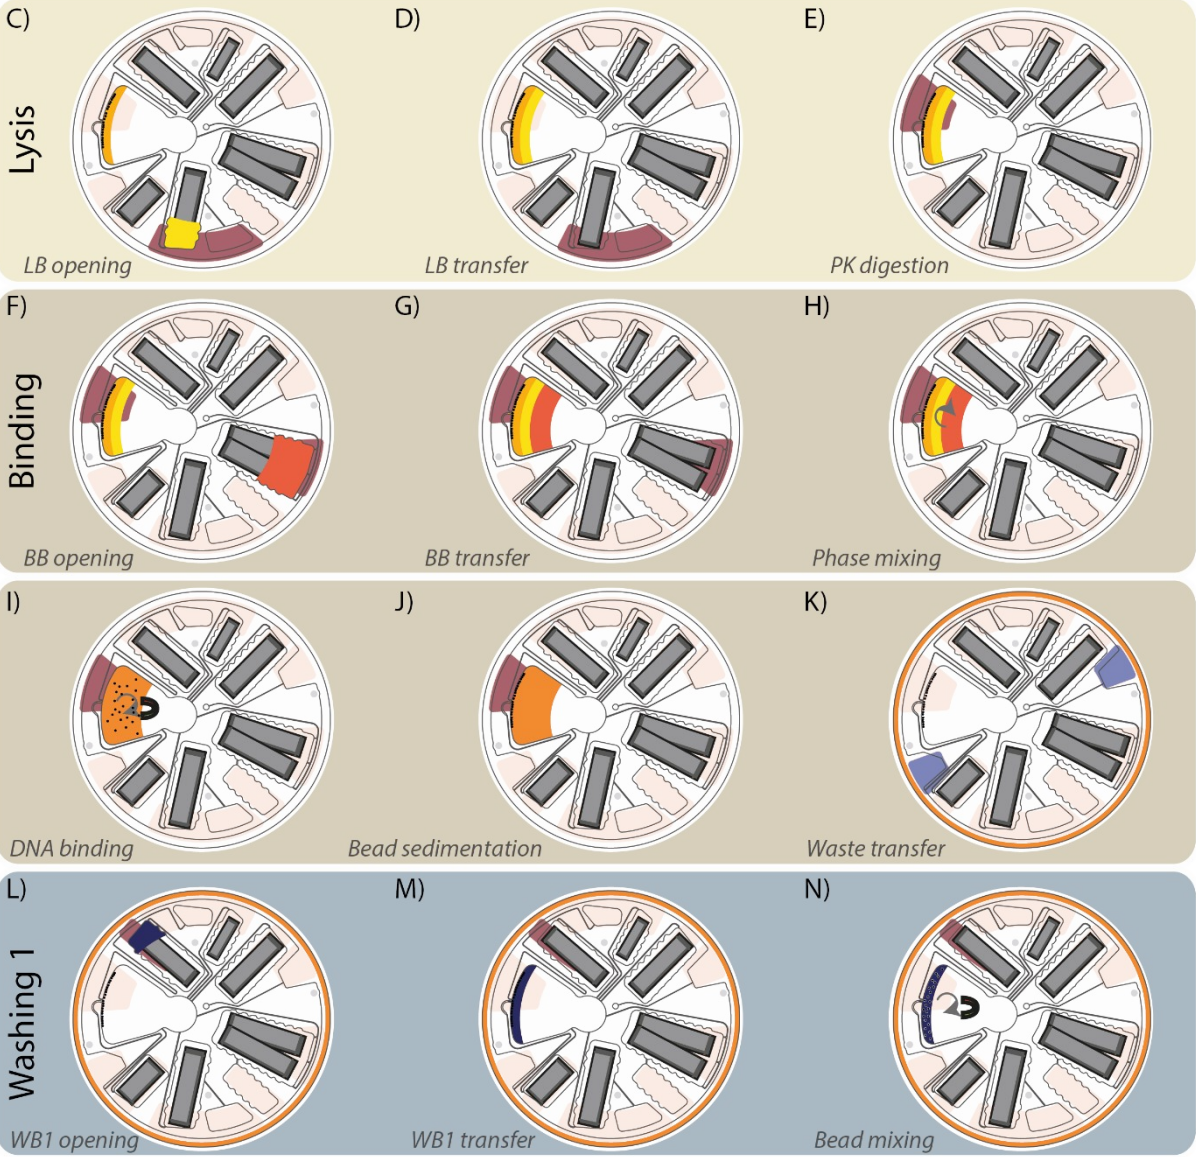 C)
D)
E)
Lysis
LB opening
LB transfer
PK digestion
F)
G)
H)
Binding
BB opening
BB transfer
Phase mixing
I)
J)
K)
DNA binding
Bead sedimentation
Waste transfer
L)
M)
N)
Washing 1
WB1 opening
WB1 transfer
Bead mixing